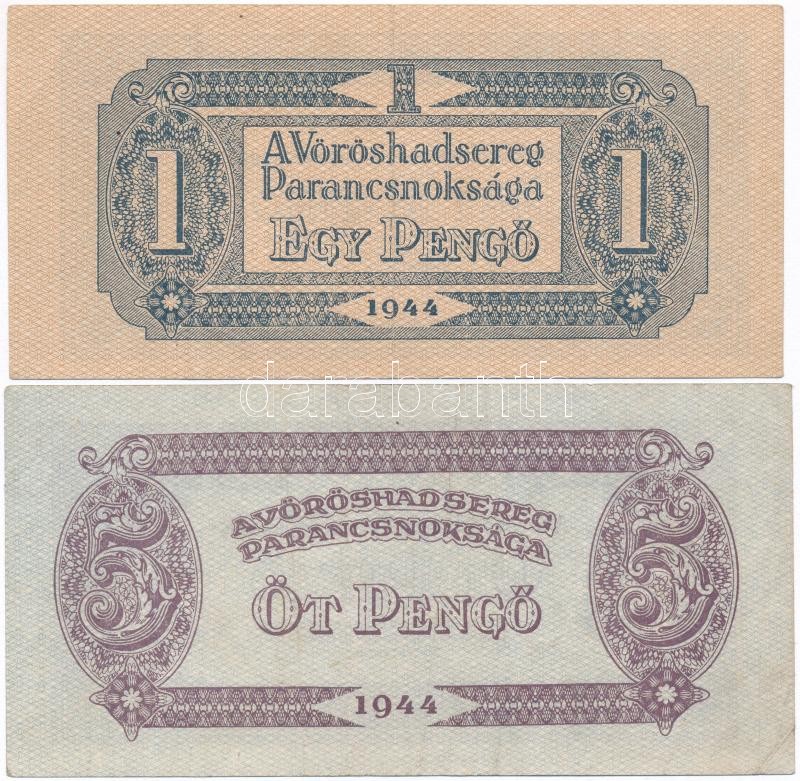 1
1
A Vöröshadsereg
Parancsnoksága
EGY PENGŐ
1
1944
darabanth
5
A VÖRÖSHADSEREG
PARANCSNOKSÁGA
ÖT PENGŐ
5
1944